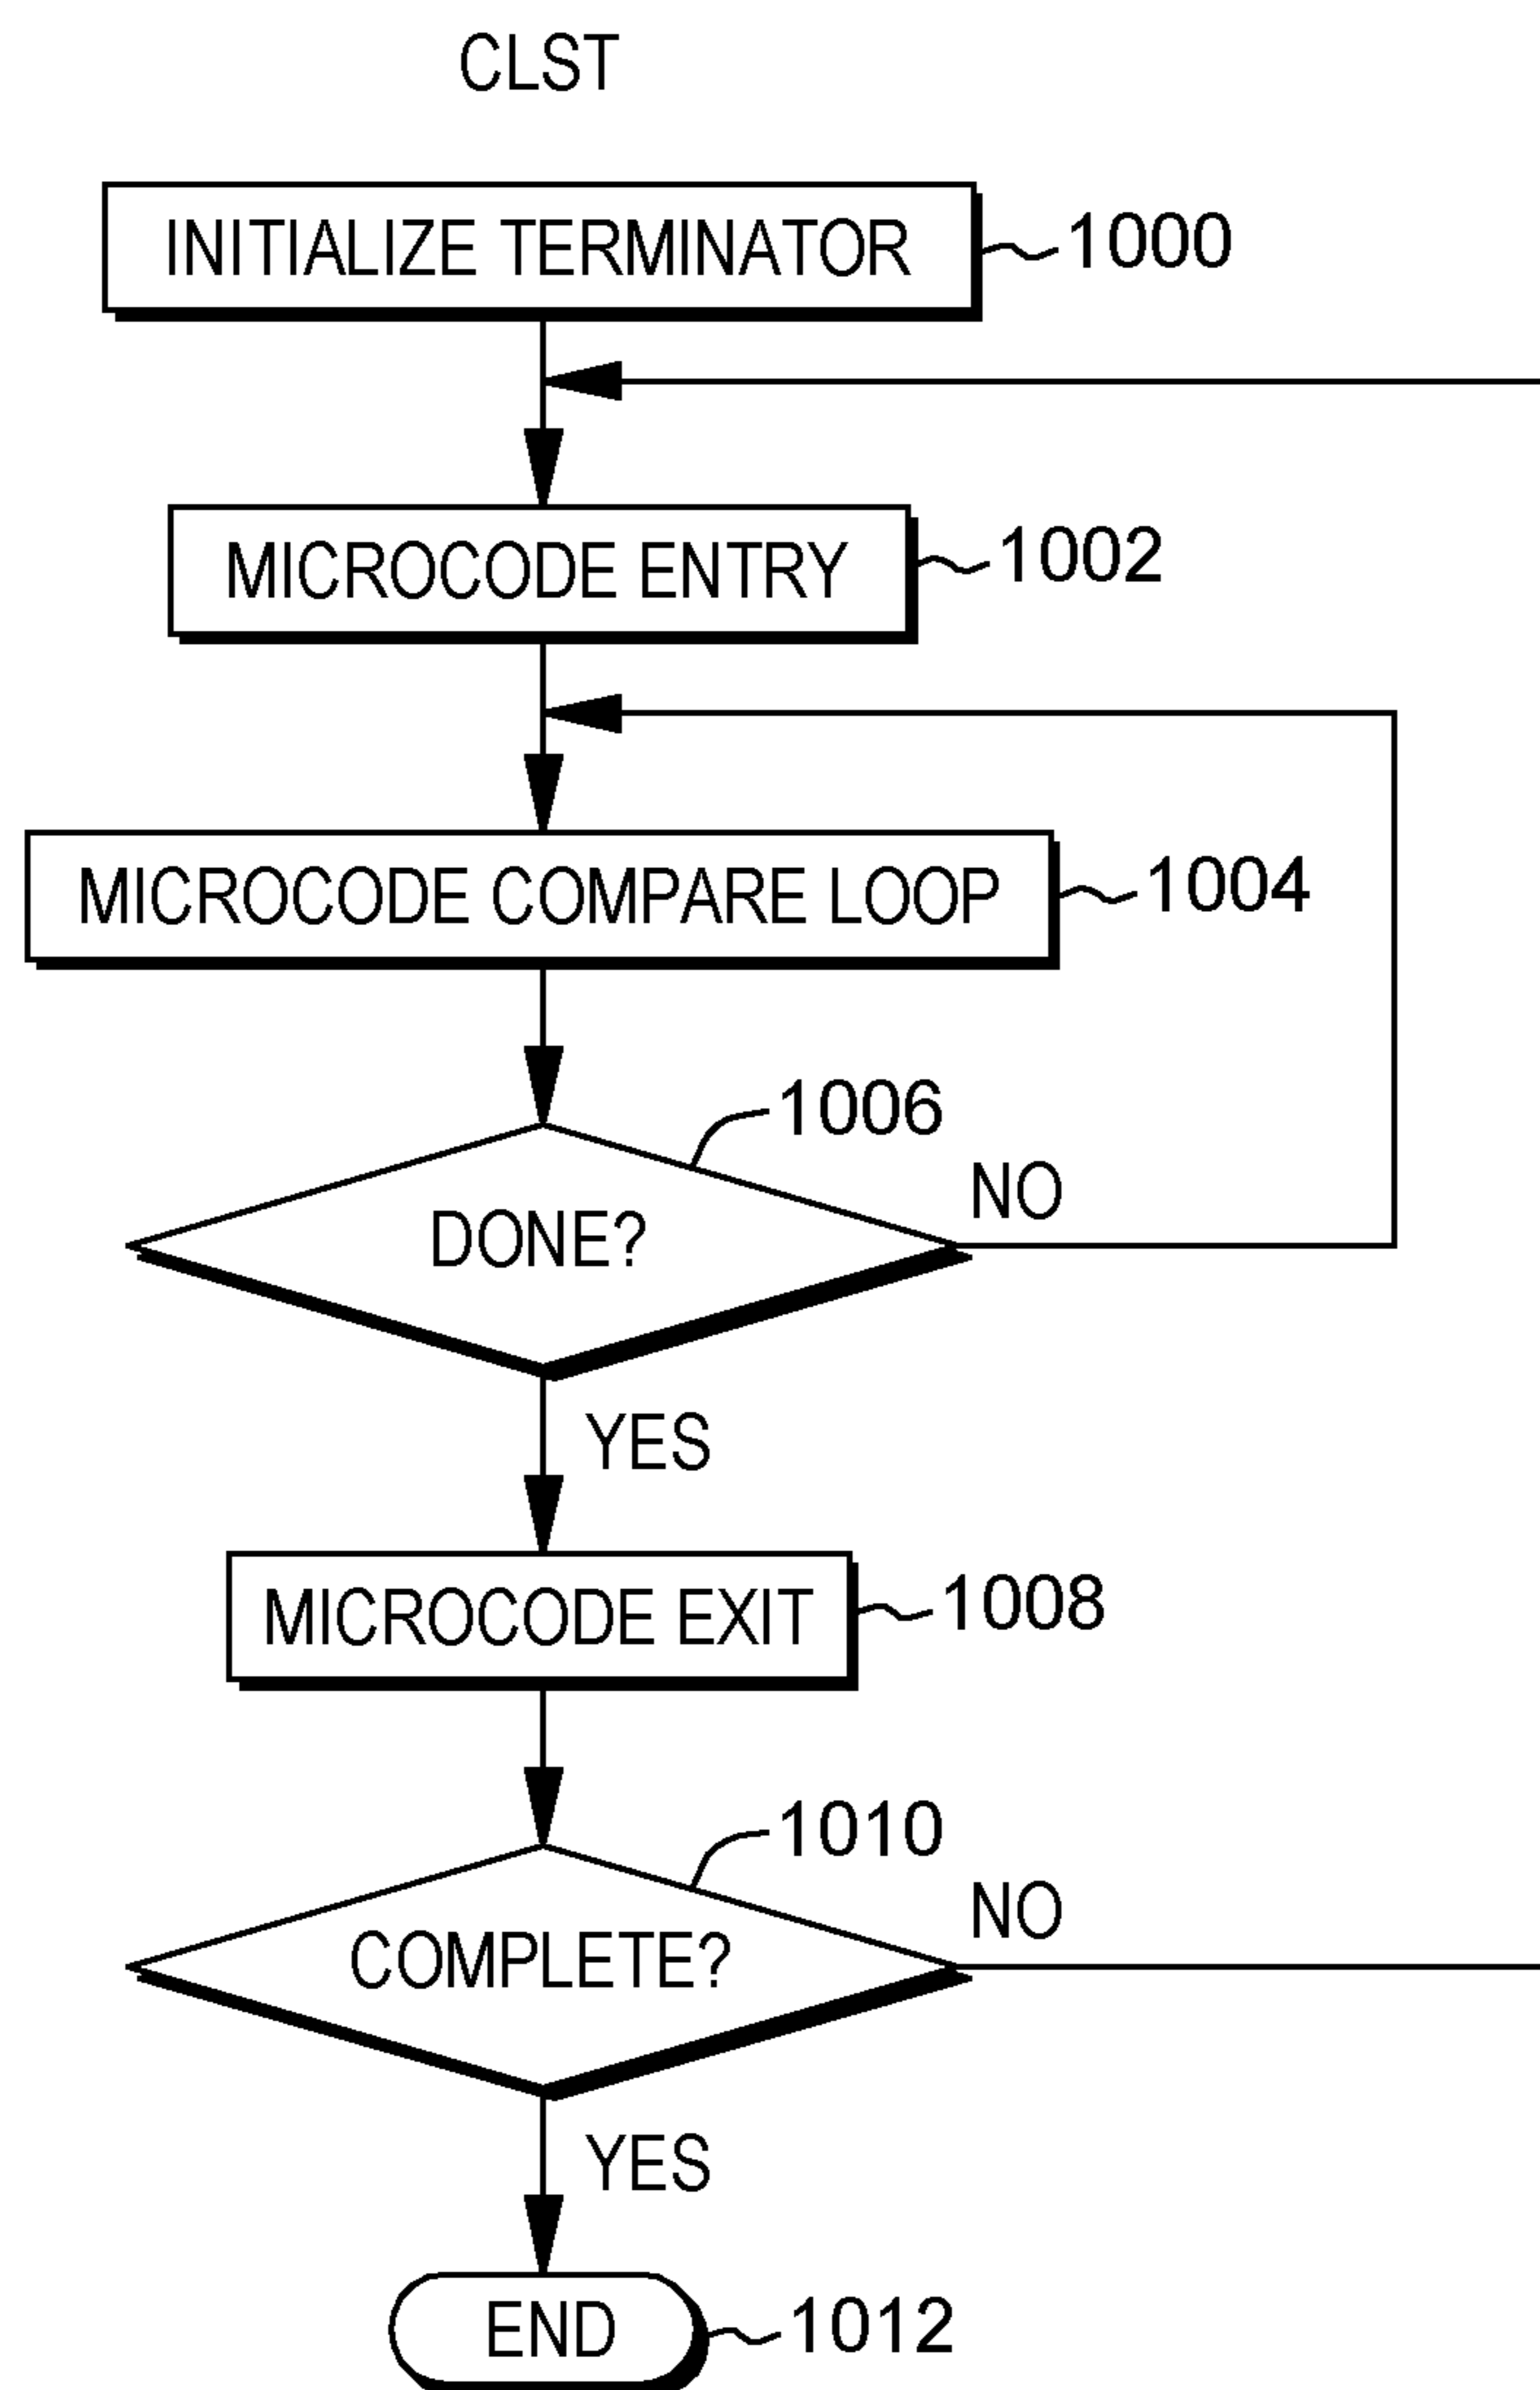 CLST
INITIALIZE TERMINATOR
1000
MICROCODE ENTRY
1002
MICROCODE COMPARE LOOP
1004
1006
DONE?
NO
YES
MICROCODE EXIT
1008
1010
COMPLETE?
NO
YES
END
1012